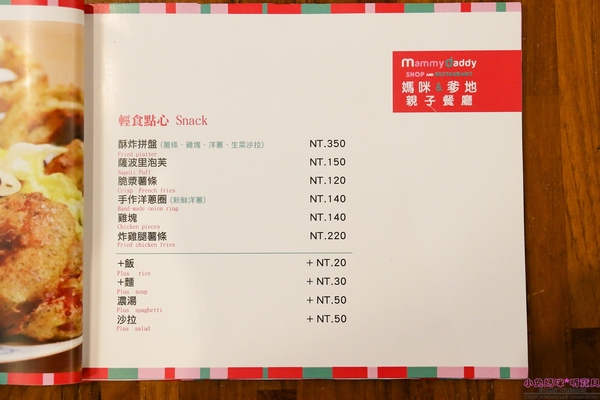 mammy daddy
SHOP AND RESTAURANT
媽咪&爹地
親子餐廳
輕食點心 Snack
酥炸拼盤(薯條、雞塊、洋蔥、生菜沙拉) NT.350
Fried platter
薩波里泡芙 NT.150
Sapoli Puff
脆漿薯條 NT.120
Crisp French fries
手作洋蔥圈(新鮮洋蔥) NT.140
Hand-made onion ring
雞塊 NT.140
Chicken pieces
炸雞腿薯條 NT.220
Fried chicken fries
+飯 + NT.20
Plus rice
+麵 + NT.30
Plus soup
濃湯 + NT.50
Plus spaghetti
沙拉 + NT.50
Plus salad